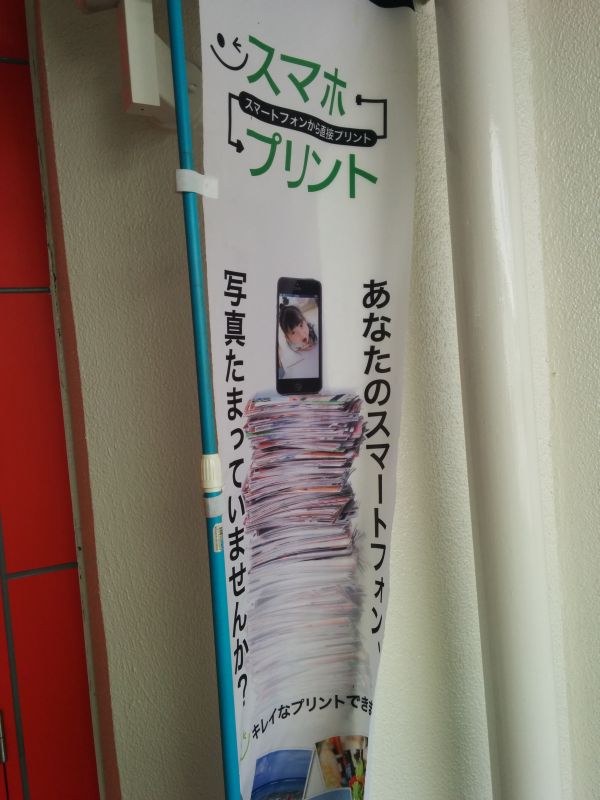 スマホ
スマートフォンから直接プリント
プリント
あなたのスマートフォン、
写真たまっていませんか?
キレイなプリントでき